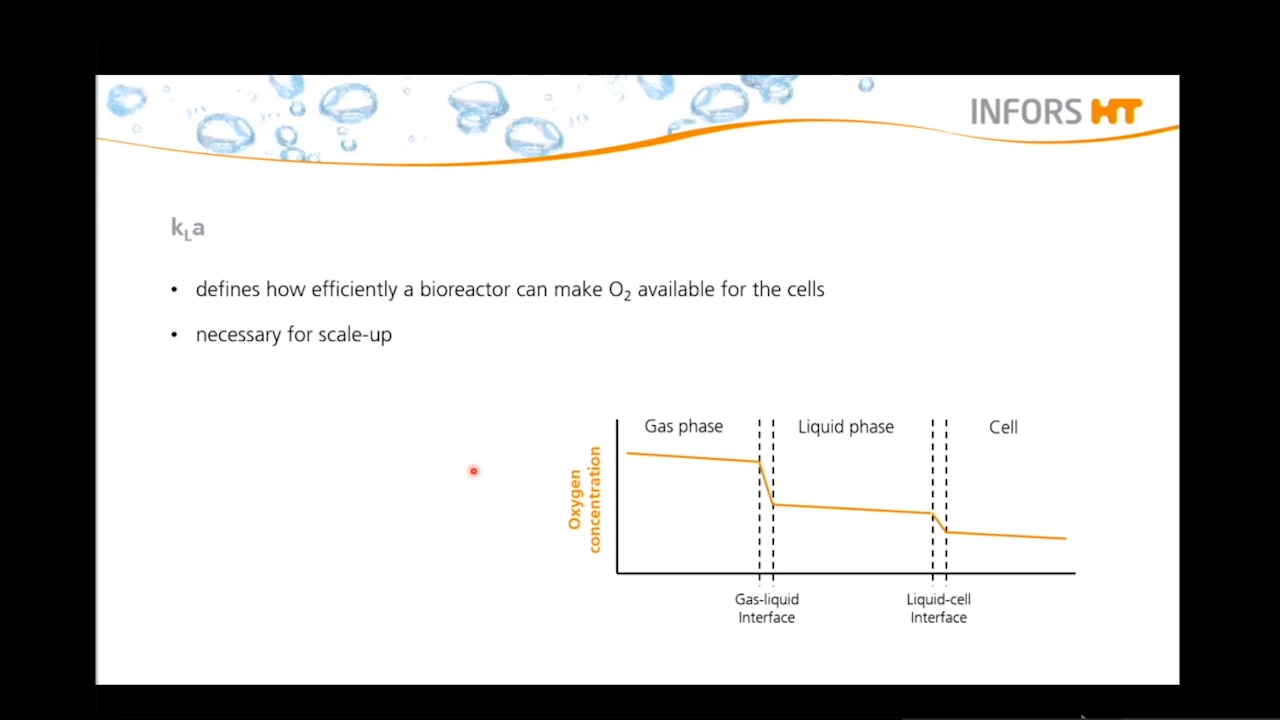 INFORS HT
kLa
• defines how efficiently a bioreactor can make O2 available for the cells
• necessary for scale-up
Gas phase
Liquid phase
Cell
Oxygen
concentration
Gas-liquid
Interface
Liquid-cell
Interface